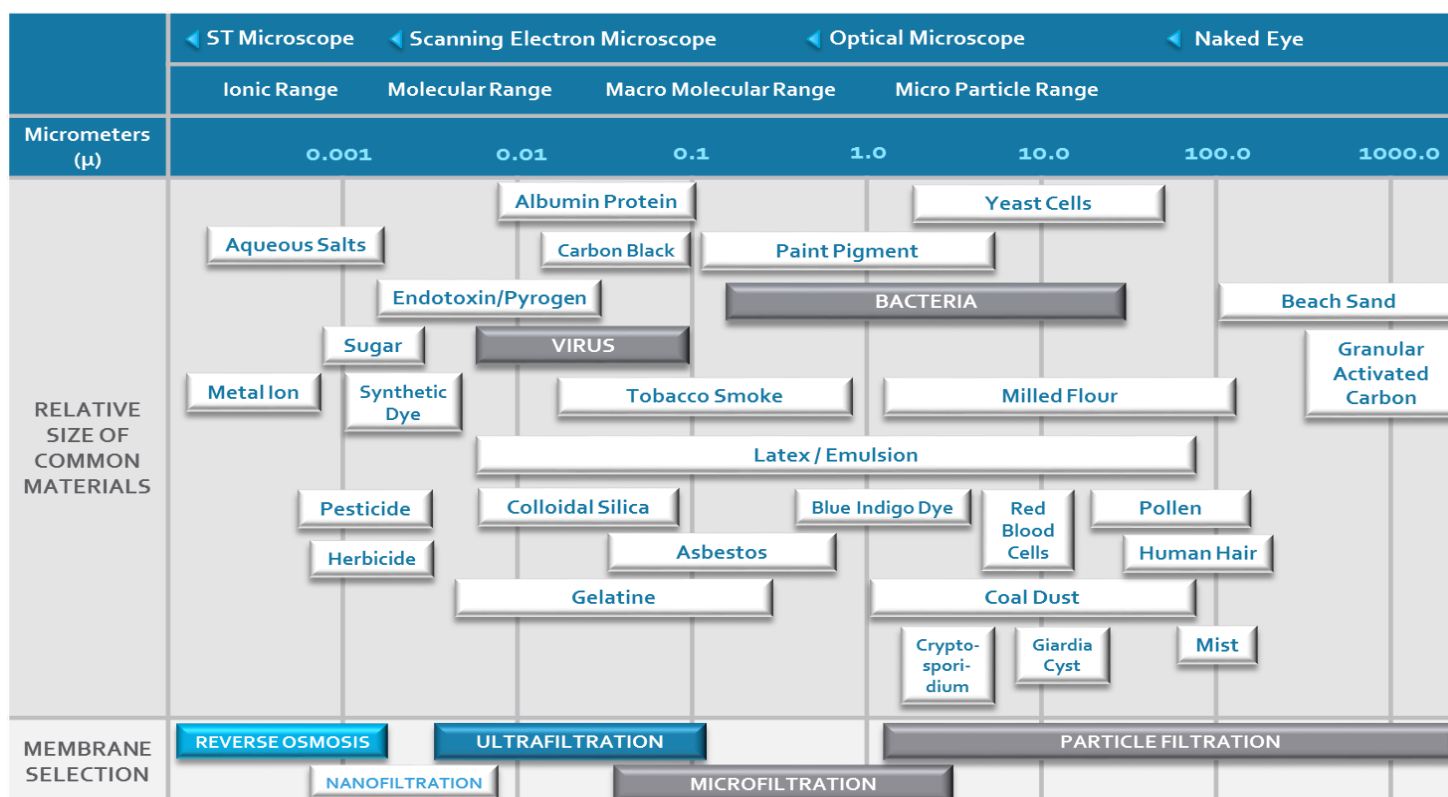 ST Microscope
Scanning Electron Microscope
Optical Microscope
Naked Eye
Ionic Range
Molecular Range
Macro Molecular Range
Micro Particle Range
Micrometers
(μ)
0.001
0.01
0.1
1.0
10.0
100.0
1000.0
RELATIVE
SIZE OF
COMMON
MATERIALS
Albumin Protein
Yeast Cells
Aqueous Salts
Carbon Black
Paint Pigment
Endotoxin/Pyrogen
BACTERIA
Beach Sand
Sugar
VIRUS
Granular
Activated
Carbon
Metal Ion
Synthetic
Dye
Tobacco Smoke
Milled Flour
Latex / Emulsion
Pesticide
Colloidal Silica
Blue Indigo Dye
Red
Blood
Cells
Pollen
Herbicide
Asbestos
Human Hair
Gelatine
Coal Dust
Crypto-
spori-
dium
Giardia
Cyst
Mist
MEMBRANE
SELECTION
REVERSE OSMOSIS
ULTRAFILTRATION
PARTICLE FILTRATION
NANOFILTRATION
MICROFILTRATION